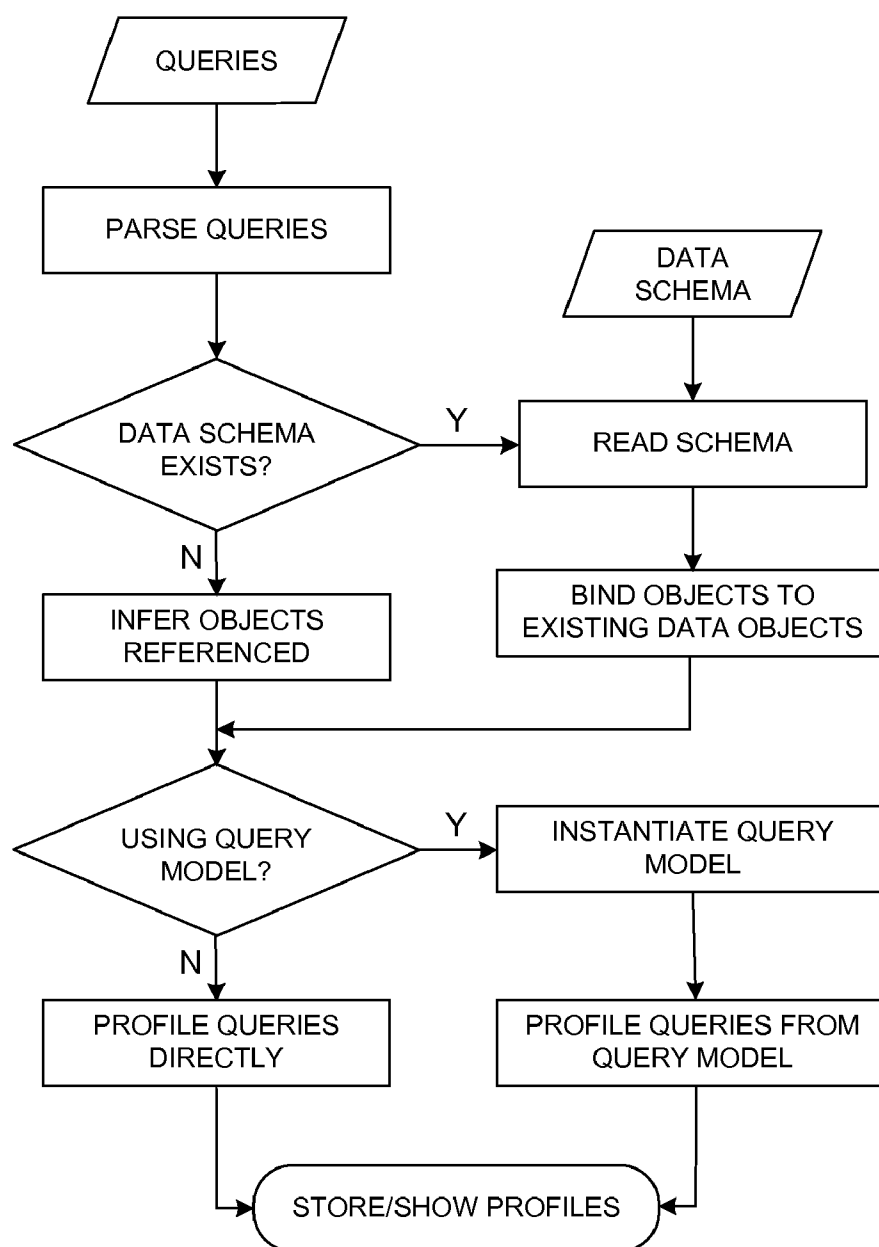 QUERIES
PARSE QUERIES
DATA
SCHEMA
DATA SCHEMA
EXISTS?
Y
READ SCHEMA
N
INFER OBJECTS
REFERENCED
BIND OBJECTS TO
EXISTING DATA OBJECTS
USING QUERY
MODEL?
Y
INSTANTIATE QUERY
MODEL
N
PROFILE QUERIES
DIRECTLY
PROFILE QUERIES FROM
QUERY MODEL
STORE/SHOW PROFILES